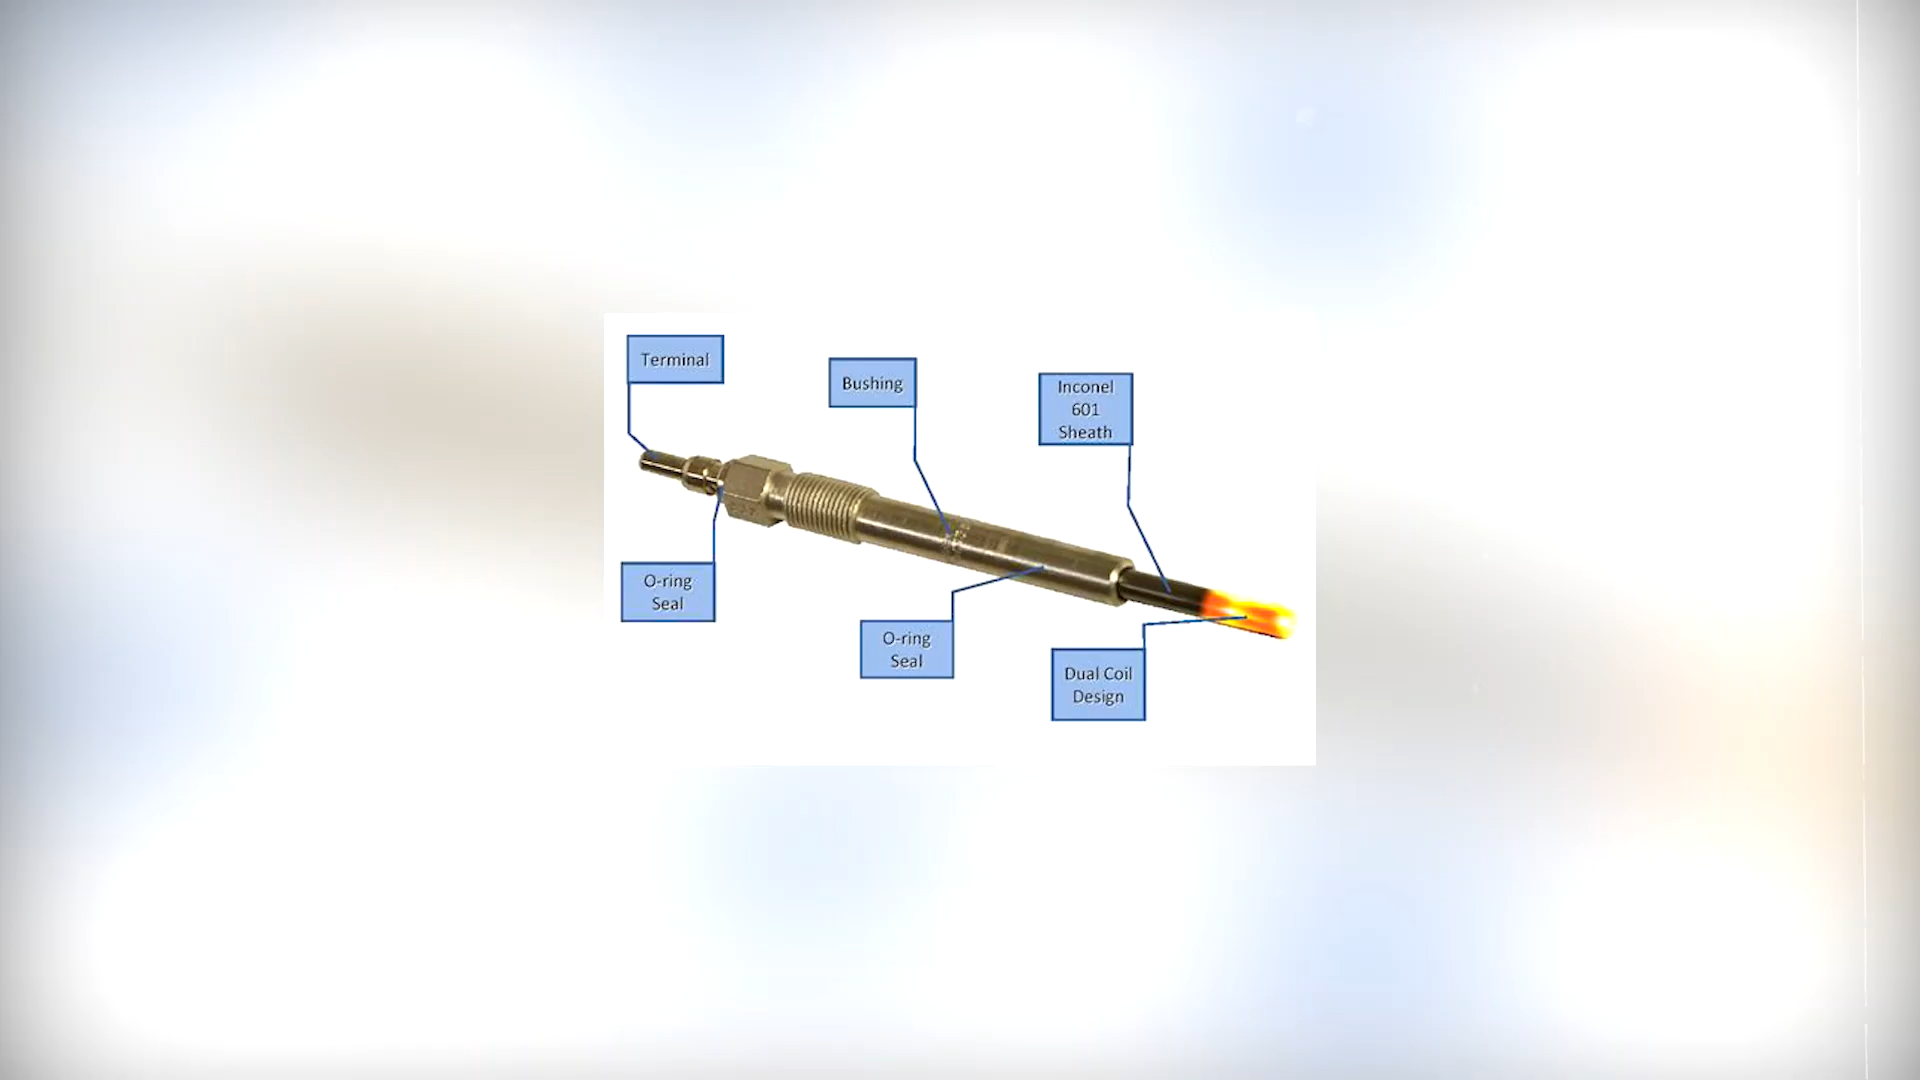 Terminal
Bushing
Inconel
601
Sheath
O-ring
Seal
O-ring
Seal
Dual Coil
Design